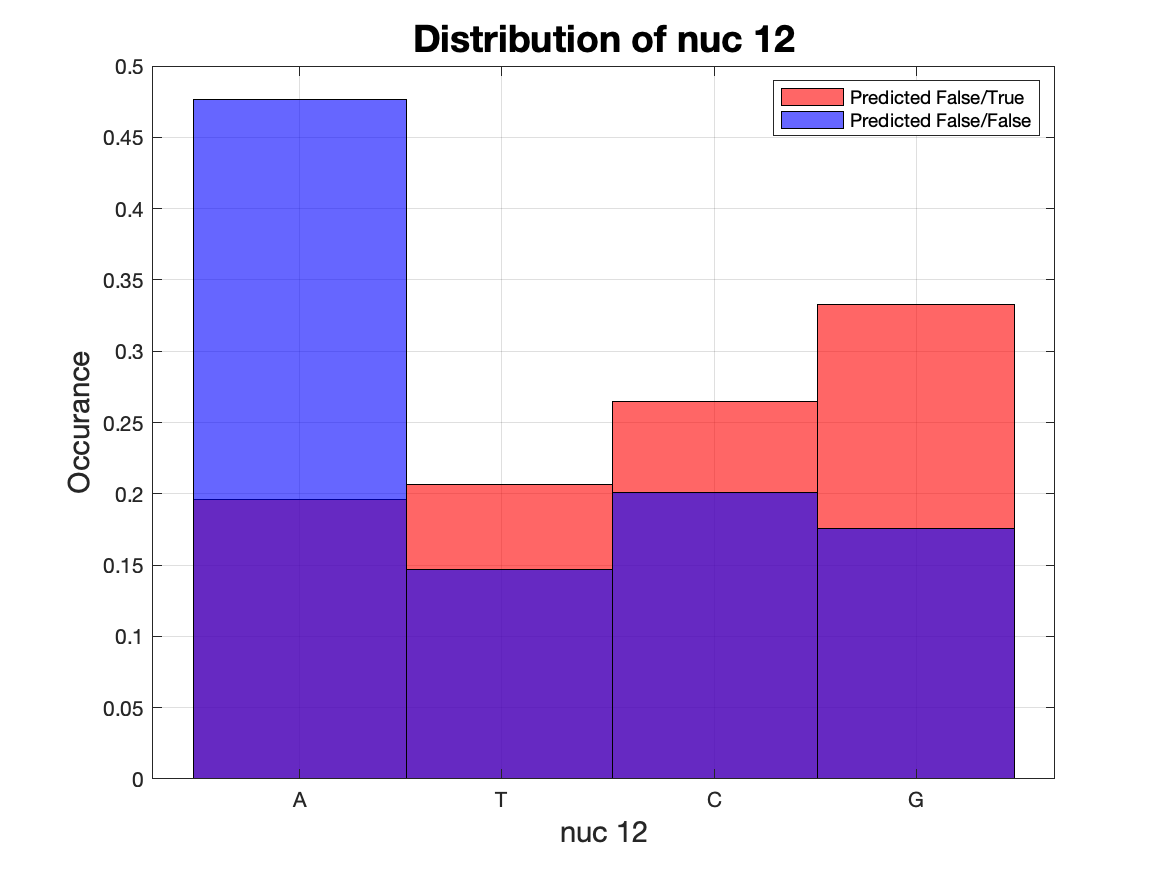 Distribution of nuc 12
Predicted False/True
Predicted False/False
Occurance
0.5
0.45
0.4
0.35
0.3
0.25
0.2
0.15
0.1
0.05
0
A T C G
nuc 12